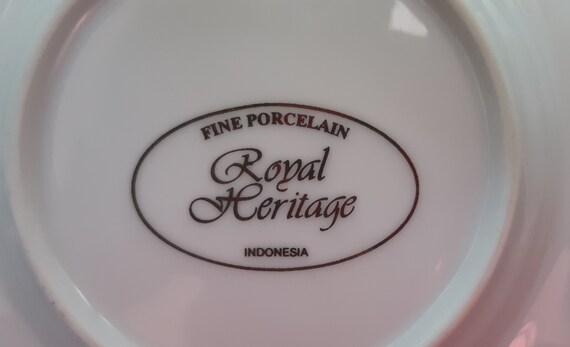 FINE PORCELAIN
Royal
Heritage
INDONESIA